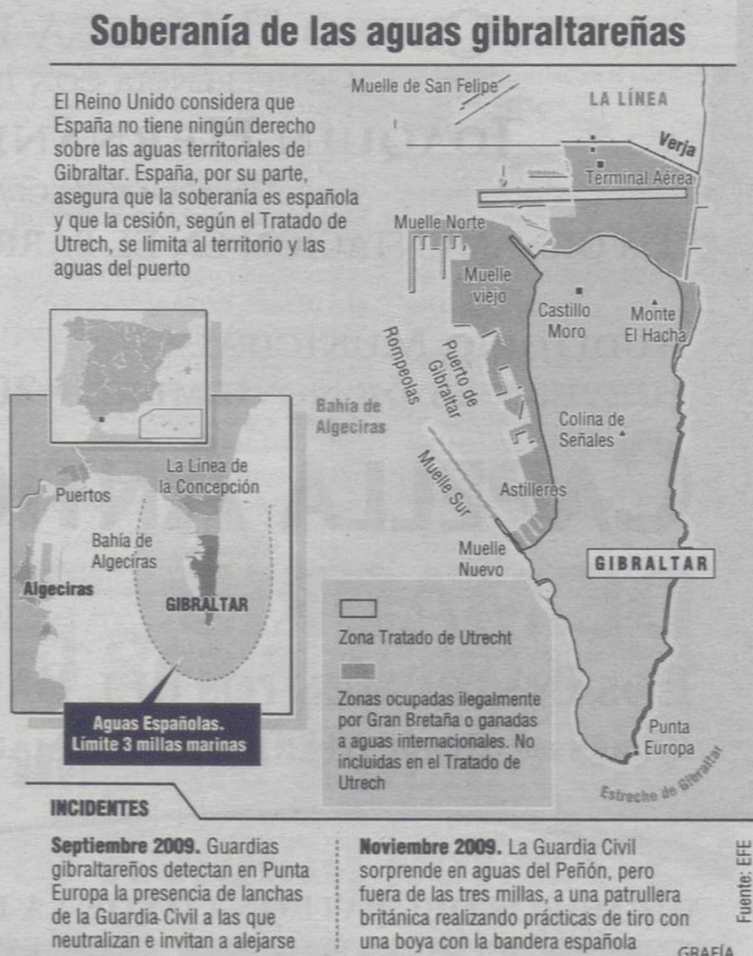 Soberanía de las aguas gibraltareñas
El Reino Unido considera que
España no tiene ningún derecho
sobre las aguas territoriales de
Gibraltar. España, por su parte,
asegura que la soberanía es española
y que la cesión, según el Tratado de
Utrech, se limita al territorio y las
aguas del puerto
Muelle de San Felipe
LA LÍNEA
Verja
Terminal Aérea
Muelle Norte
Muelle
viejo
Castillo
Moro
Monte
El Hacha
Rompeolas
Puerto de
Gibraltar
Bahía de
Algeciras
Colina de
Señales
Muelle Sur
Astilleros
Muelle
Nuevo
GIBRALTAR
Punta
Europa
Estrecho de Gibraltar
La Línea de
la Concepción
Puertos
Bahía de
Algeciras
Algeciras
GIBRALTAR
Aguas Españolas.
Límite 3 millas marinas
Zona Tratado de Utrecht
Zonas ocupadas ilegalmente
por Gran Bretaña o ganadas
a aguas internacionales. No
incluidas en el Tratado de
Utrech
INCIDENTES
Septiembre 2009. Guardias
gibraltareños detectan en Punta
Europa la presencia de lanchas
de la Guardia Civil a las que
neutralizan e invitan a alejarse
Noviembre 2009. La Guardia Civil
sorprende en aguas del Peñón, pero
fuera de las tres millas, a una patrullera
británica realizando prácticas de tiro con
una boya con la bandera española
Fuente: EFE
GRAFÍA